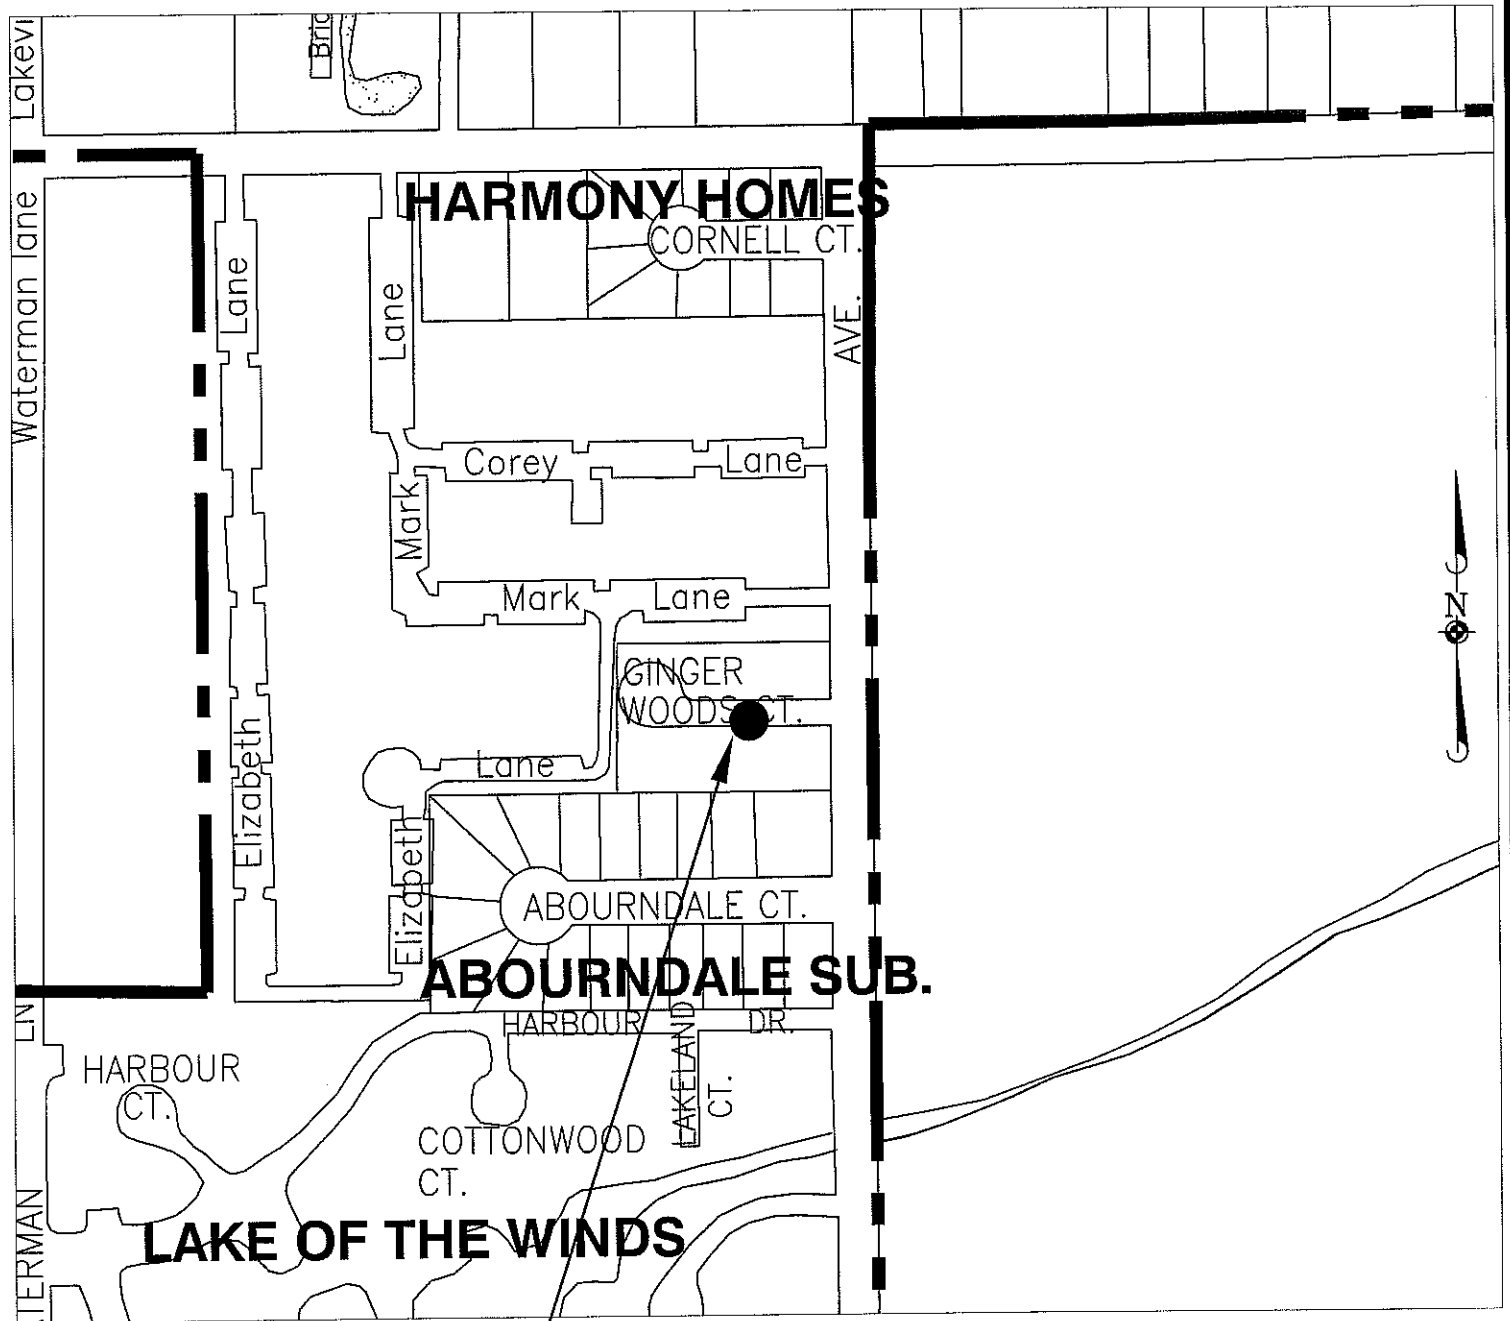 Lakevi
Bri
HARMONY HOMES
CORNELL CT.
Waterman lane
Lane
Lane
AVE.
Corey Lane
Mark
Mark Lane
N
GINGER
WOODS CT.
Elizabeth
Lane
Elizabeth
ABOURNDALE CT.
ABOURNDALE SUB.
LN
HARBOUR DR.
LAKELAND
CT.
HARBOUR
CT.
COTTONWOOD
CT.
TERMAN
LAKE OF THE WINDS